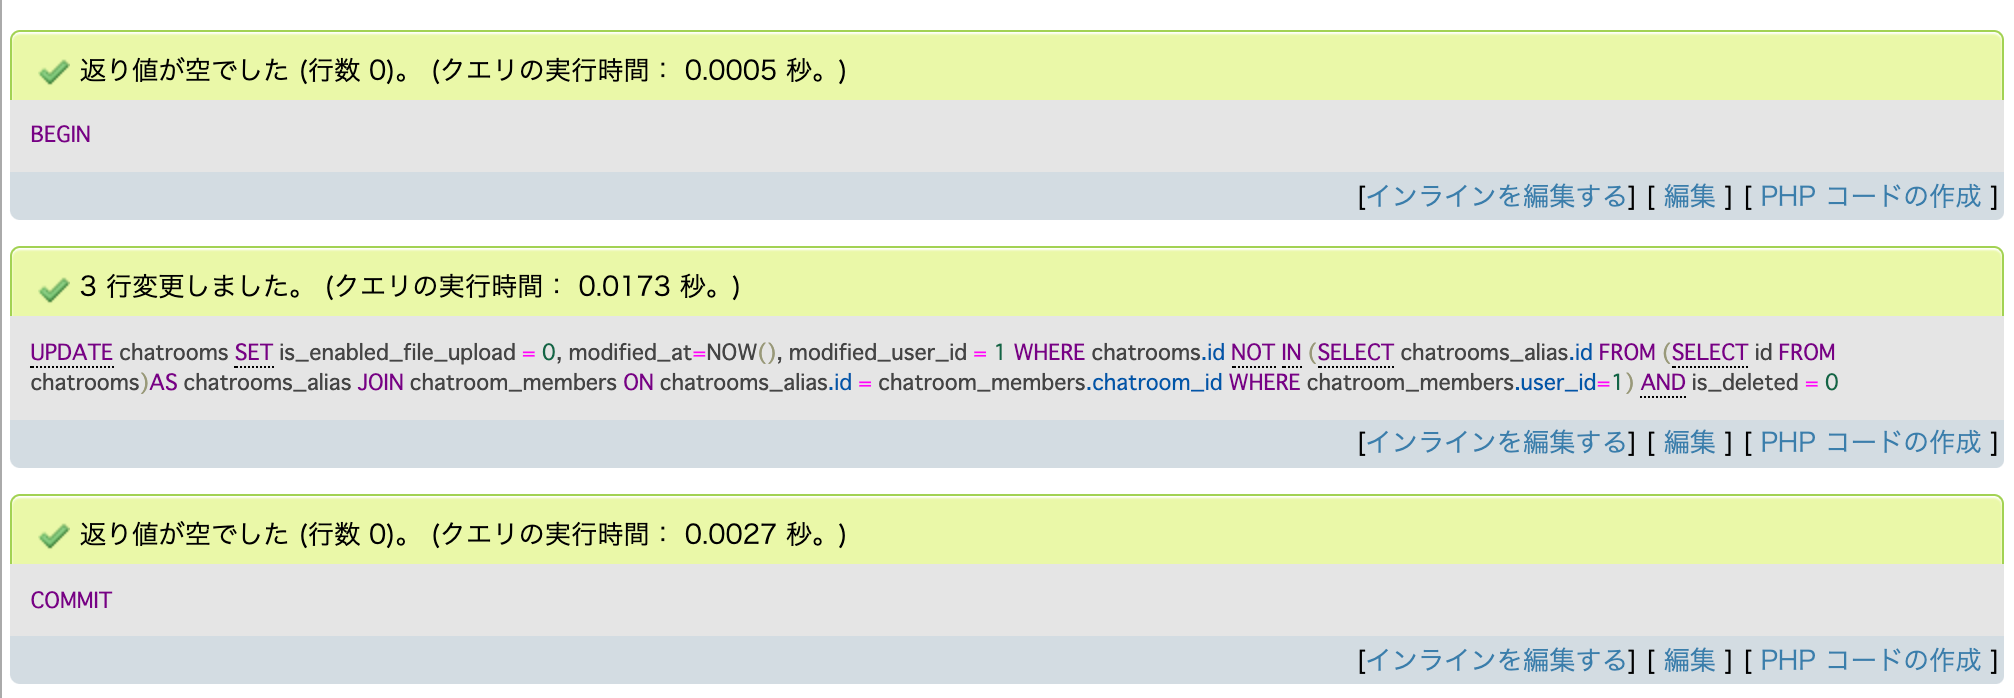 返り値が空でした (行数 0)。 (クエリの実行時間： 0.0005 秒。)
BEGIN
[インラインを編集する] [ 編集 ] [ PHP コードの作成 ]
3 行変更しました。 (クエリの実行時間： 0.0173 秒。)
UPDATE chatrooms SET is_enabled_file_upload = 0, modified_at=NOW(), modified_user_id = 1 WHERE chatrooms.id NOT IN (SELECT chatrooms_alias.id FROM (SELECT id FROM
chatrooms)AS chatrooms_alias JOIN chatroom_members ON chatrooms_alias.id = chatroom_members.chatroom_id WHERE chatroom_members.user_id=1) AND is_deleted = 0
[インラインを編集する] [ 編集 ] [ PHP コードの作成 ]
返り値が空でした (行数 0)。 (クエリの実行時間： 0.0027 秒。)
COMMIT
[インラインを編集する] [ 編集 ] [ PHP コードの作成 ]